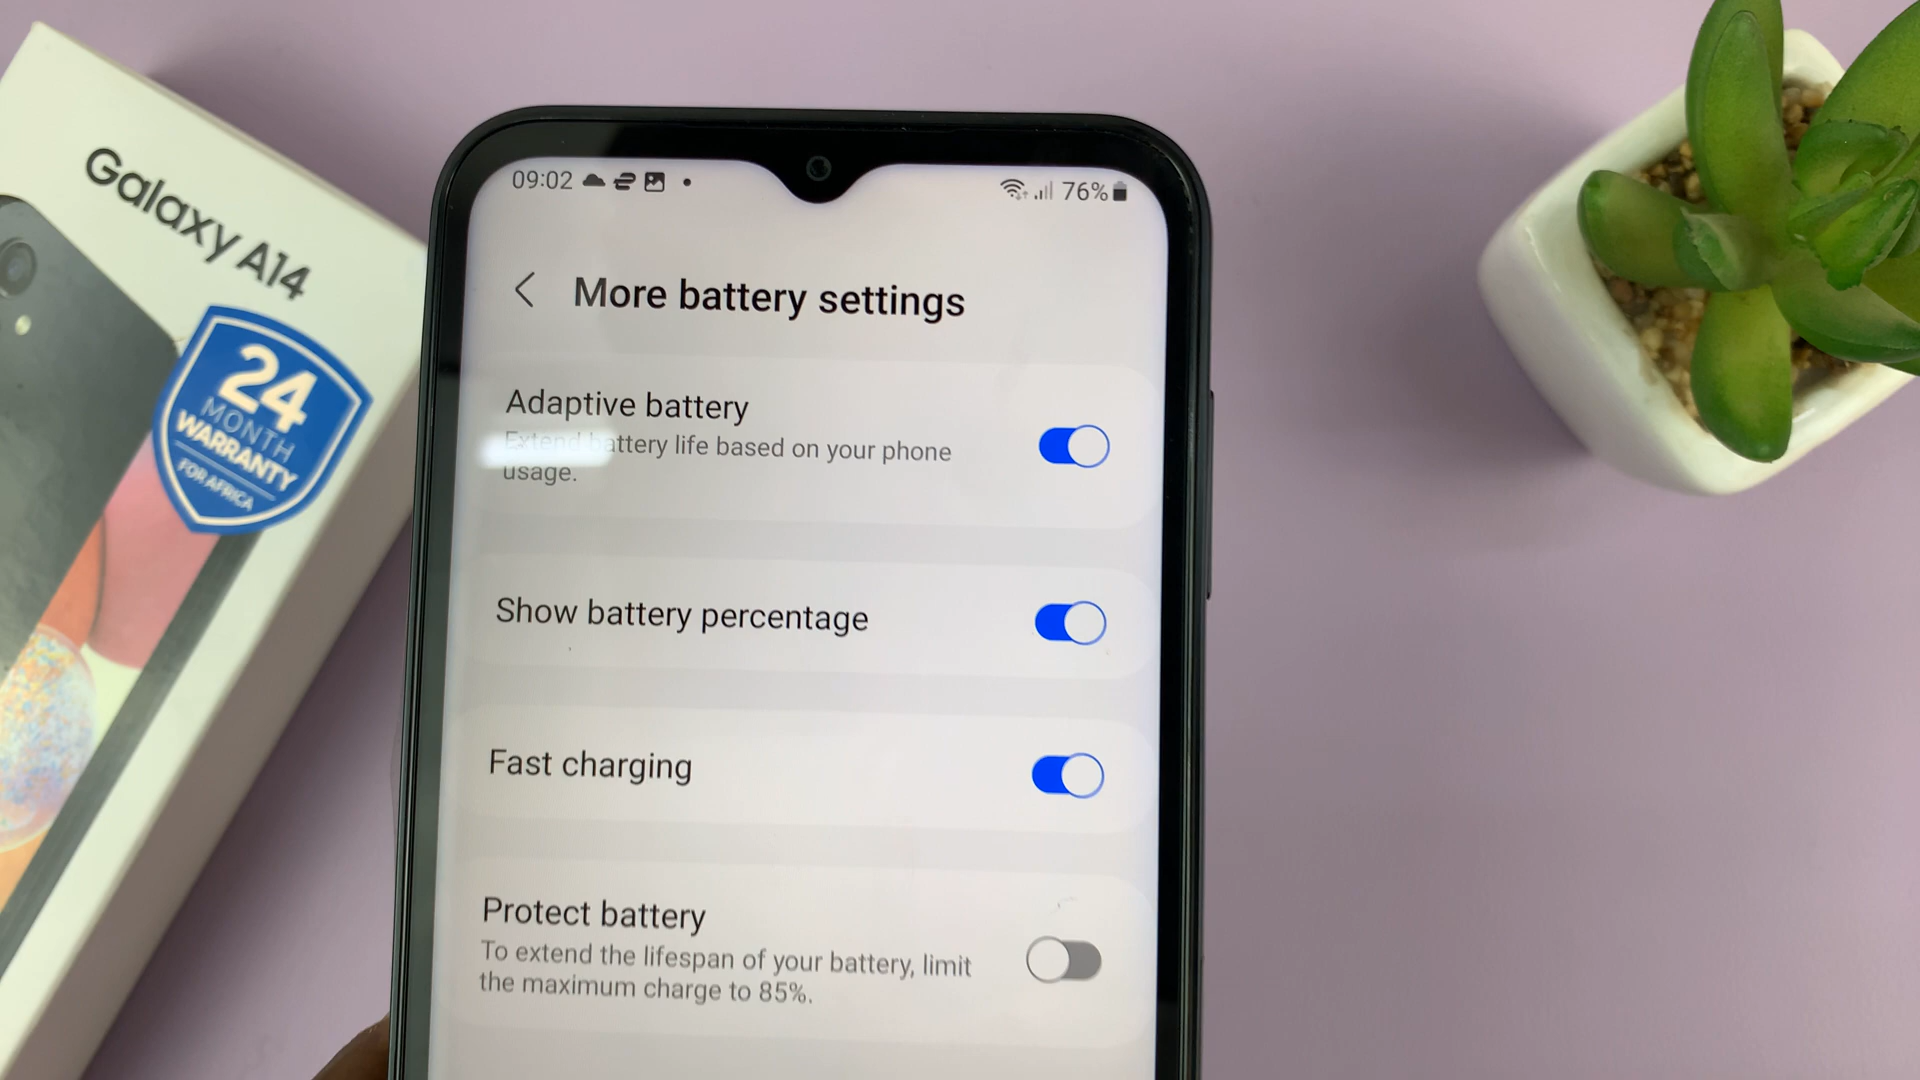 Galaxy A14
24
MONTH
WARRANTY
FOR AFRICA
09:02
76%
More battery settings
Adaptive battery
Extend battery life based on your phone
usage.
Show battery percentage
Fast charging
Protect battery
To extend the lifespan of your battery, limit
the maximum charge to 85%.